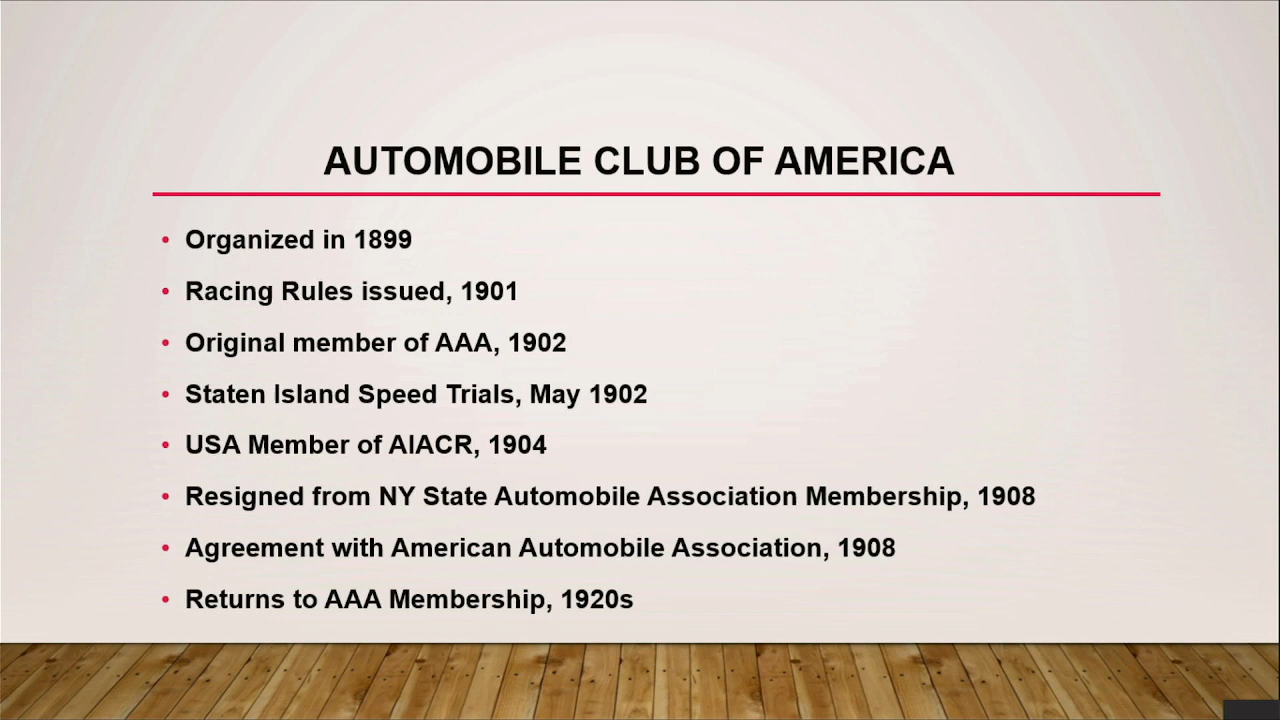 AUTOMOBILE CLUB OF AMERICA
• Organized in 1899
• Racing Rules issued, 1901
• Original member of AAA, 1902
• Staten Island Speed Trials, May 1902
• USA Member of AIACR, 1904
• Resigned from NY State Automobile Association Membership, 1908
• Agreement with American Automobile Association, 1908
• Returns to AAA Membership, 1920s